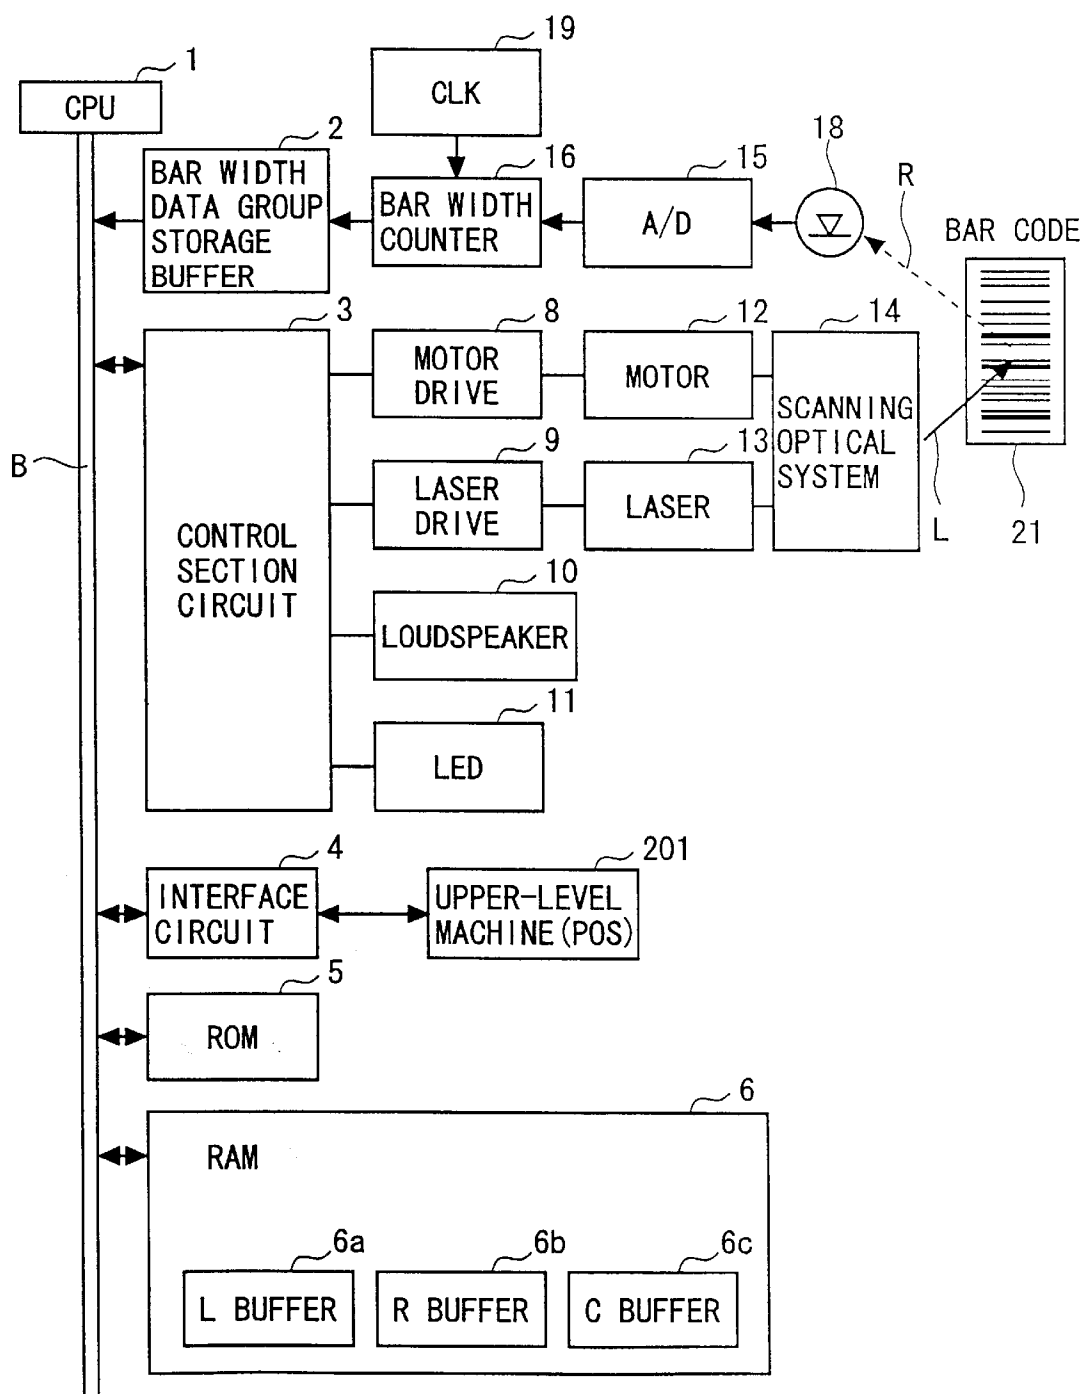 19
1
CLK
CPU
2
16
15
18
R
BAR WIDTH
DATA GROUP
STORAGE
BUFFER
BAR WIDTH
COUNTER
A/D
BAR CODE
3
8
12
14
MOTOR
DRIVE
MOTOR
SCANNING
OPTICAL
SYSTEM
B
9
13
LASER
DRIVE
LASER
L
21
CONTROL
SECTION
CIRCUIT
10
LOUDSPEAKER
11
LED
4
201
INTERFACE
CIRCUIT
UPPER-LEVEL
MACHINE(POS)
5
ROM
6
RAM
6a
6b
6c
L BUFFER
R BUFFER
C BUFFER